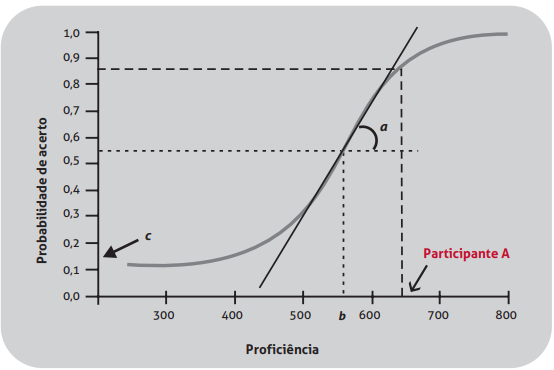 Probabilidade de acerto
1,0
0,9
0,8
0,7
0,6
0,5
0,4
0,3
0,2
0,1
0,0
a
c
Participante A
300 400 500 b 600 700 800
Proficiência